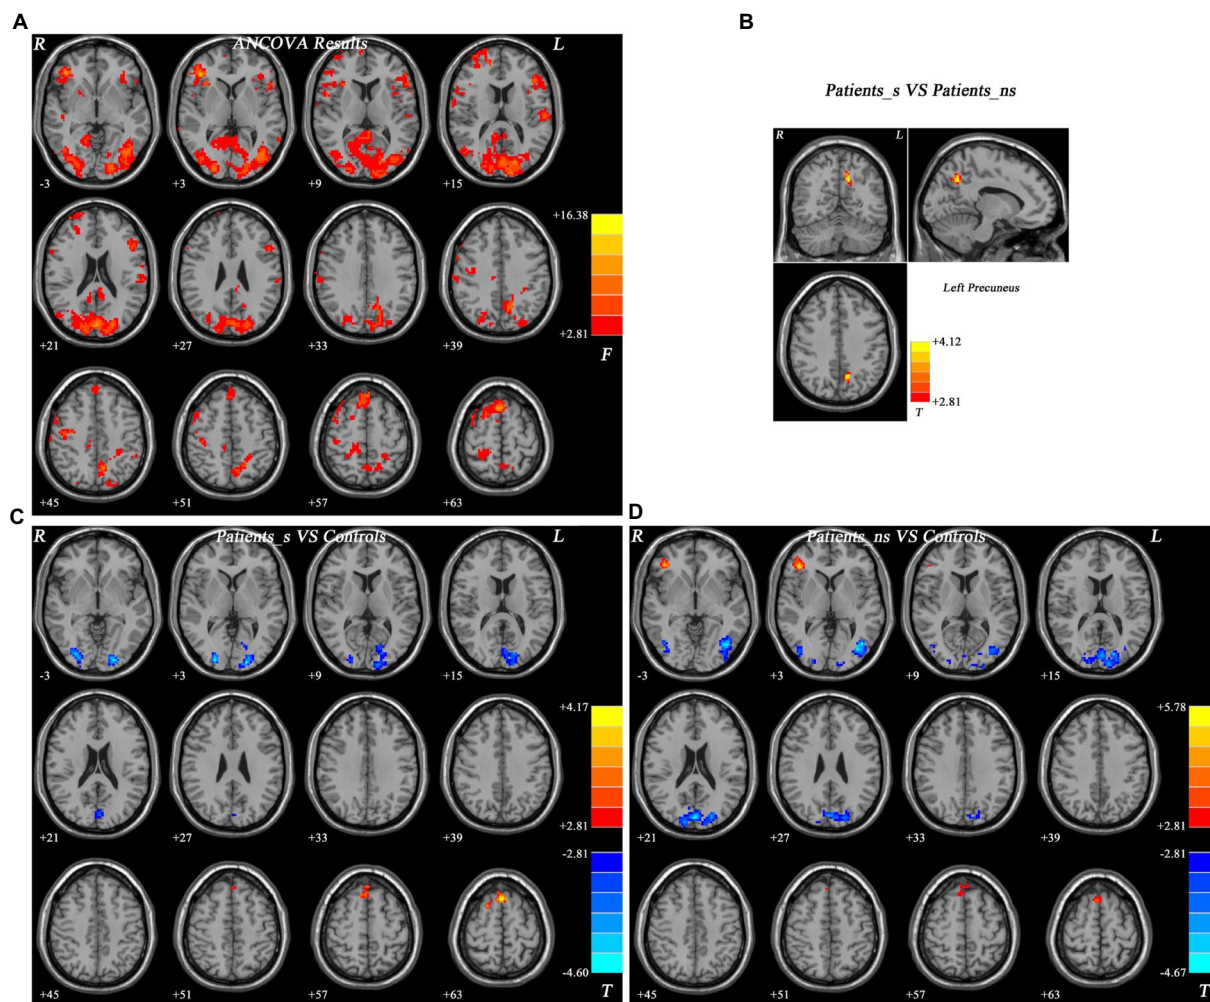 A
R
ANCOVA Results
L
-3
+3
+9
+15
+16.38
+2.81
F
+21
+27
+33
+39
+45
+51
+57
+63
B
Patients_s VS Patients_ns
R
L
Left Precuneus
+4.12
+2.81
T
C
R
Patients_s VS Controls
L
-3
+3
+9
+15
+4.17
+2.81
+21
+27
+33
+39
-2.81
-4.60
T
+45
+51
+57
+63
D
R
Patients_ns VS Controls
L
-3
+3
+9
+15
+5.78
+2.81
+21
+27
+33
+39
-2.81
-4.67
T
+45
+51
+57
+63